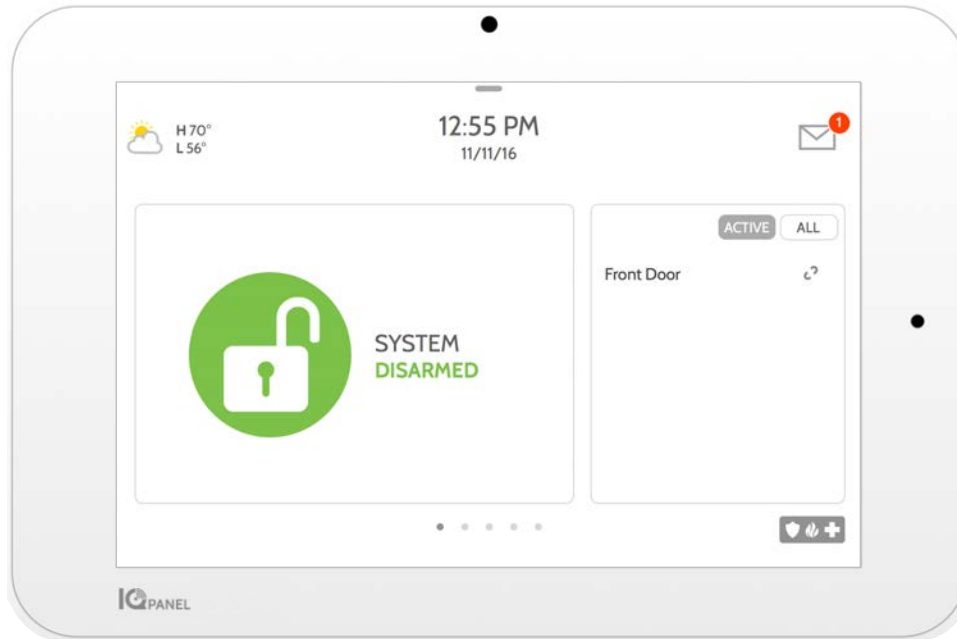 H 70°
L 56°
12:55 PM
11/11/16
1
ACTIVE
ALL
Front Door
SYSTEM
DISARMED
IQ PANEL